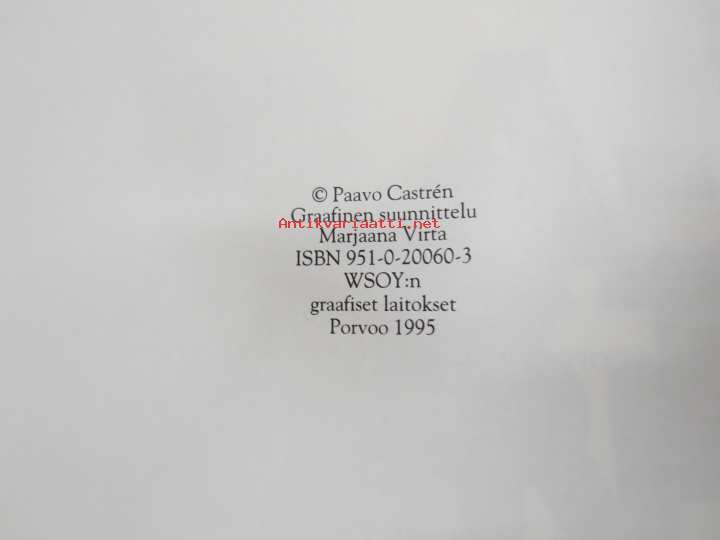 © Paavo Castrén
Graafinen suunnittelu
Antikvariaatti.net
Marjaana Virta
ISBN 951-0-20060-3
WSOY:n
graafiset laitokset
Porvoo 1995